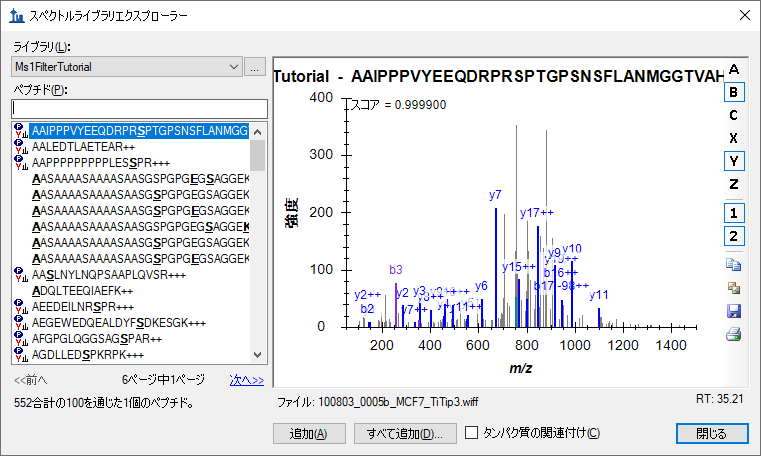 スペクトルライブラリエクスプローラー
ライブラリ(L):
Ms1FilterTutorial
...
ペプチド(P):
AAIPPPVYEEQDRPRSPTGPSNSFLANMGG
AALEDTLAETEAR++
AAPPPPPPPPPLESSPR+++
AASAAAASAAAASAASGSPGPGEGSAGGEK
AASAAAASAAAASAASGSPGPGEGSAGGEK
AASAAAASAAAASAASGSPGPGEGSAGGEK
AASAAAASAAAASAASGSPGPGEGSAGGEK
AASAAAASAAAASAASGSPGPGEGSAGGEK
AASAAAASAAAASAASGSPGPGEGSAGGEK
AASLNYLNQPSAAPLQVSR+++
ADQLTEEQIAEFK++
AEEDEILNRSPR+++
AEGEWEDQEALDYFSDKESGK+++
AFGPGLQGGSAGSPAR++
AGDLLEDSPKRPK+++
<<前へ
6ページ中1ページ
次へ>>
552合計の100を通じた1個のペプチド。
Tutorial - AAIPPPVYEEQDRPRSPTGPSNSFLANMGGTVAH
スコア = 0.999900
強度
400
300
200
100
0
y7
y17++
b3
y15++
y9
y10
b16++
y2++
y2
y3
y6
b17
-98++
b2
y7++
y11++
y11
200 400 600 800 1000 1200 1400
m/z
A
B
C
X
Y
Z
1
2
ファイル: 100803_0005b_MCF7_TiTip3.wiff
RT: 35.21
追加(A)
すべて追加(D)...
タンパク質の関連付け(C)
閉じる